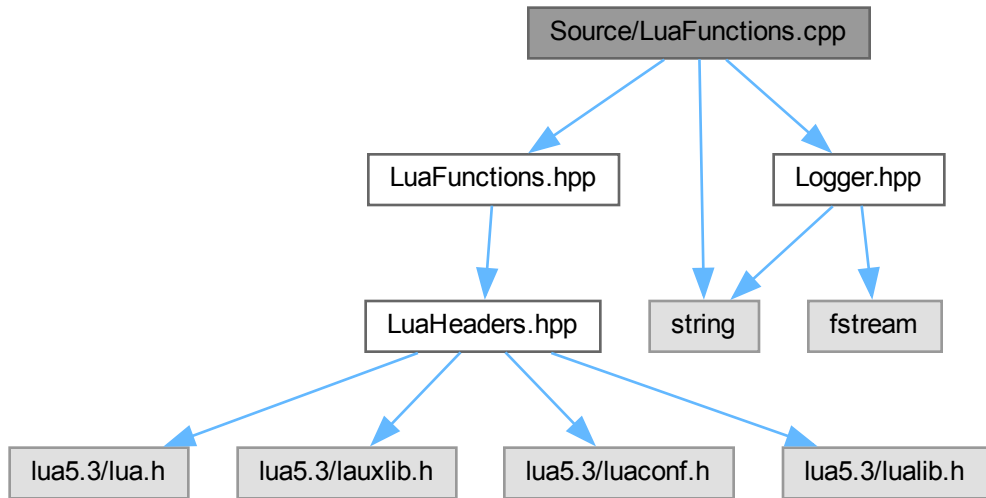 Source/LuaFunctions.cpp
LuaFunctions.hpp
Logger.hpp
LuaHeaders.hpp
string
fstream
lua5.3/lua.h
lua5.3/lauxlib.h
lua5.3/luaconf.h
lua5.3/lualib.h